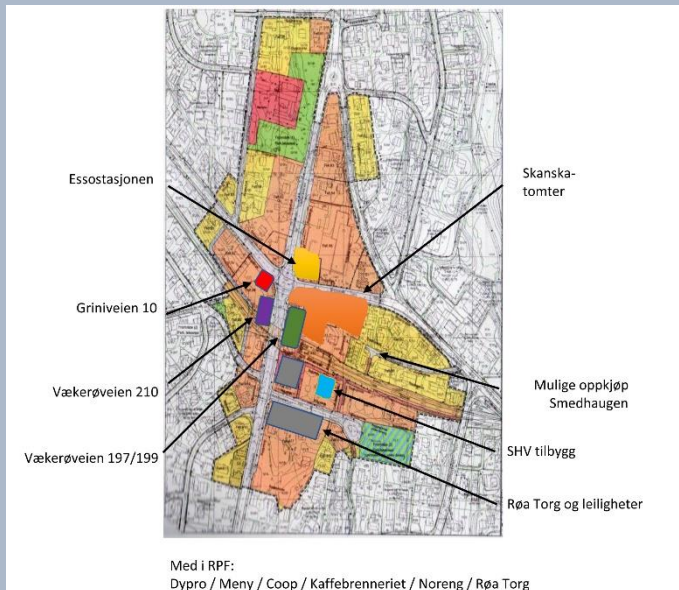 Essostasjonen
Skanska-
tomter
Griniveien 10
Vækerøveien 210
Mulige oppkjøp
Smedhaugen
SHV tilbygg
Vækerøveien 197/199
Røa Torg og leiligheter
Med i RPF:
Dypro / Meny / Coop / Kaffebrenneriet / Noreng / Røa Torg